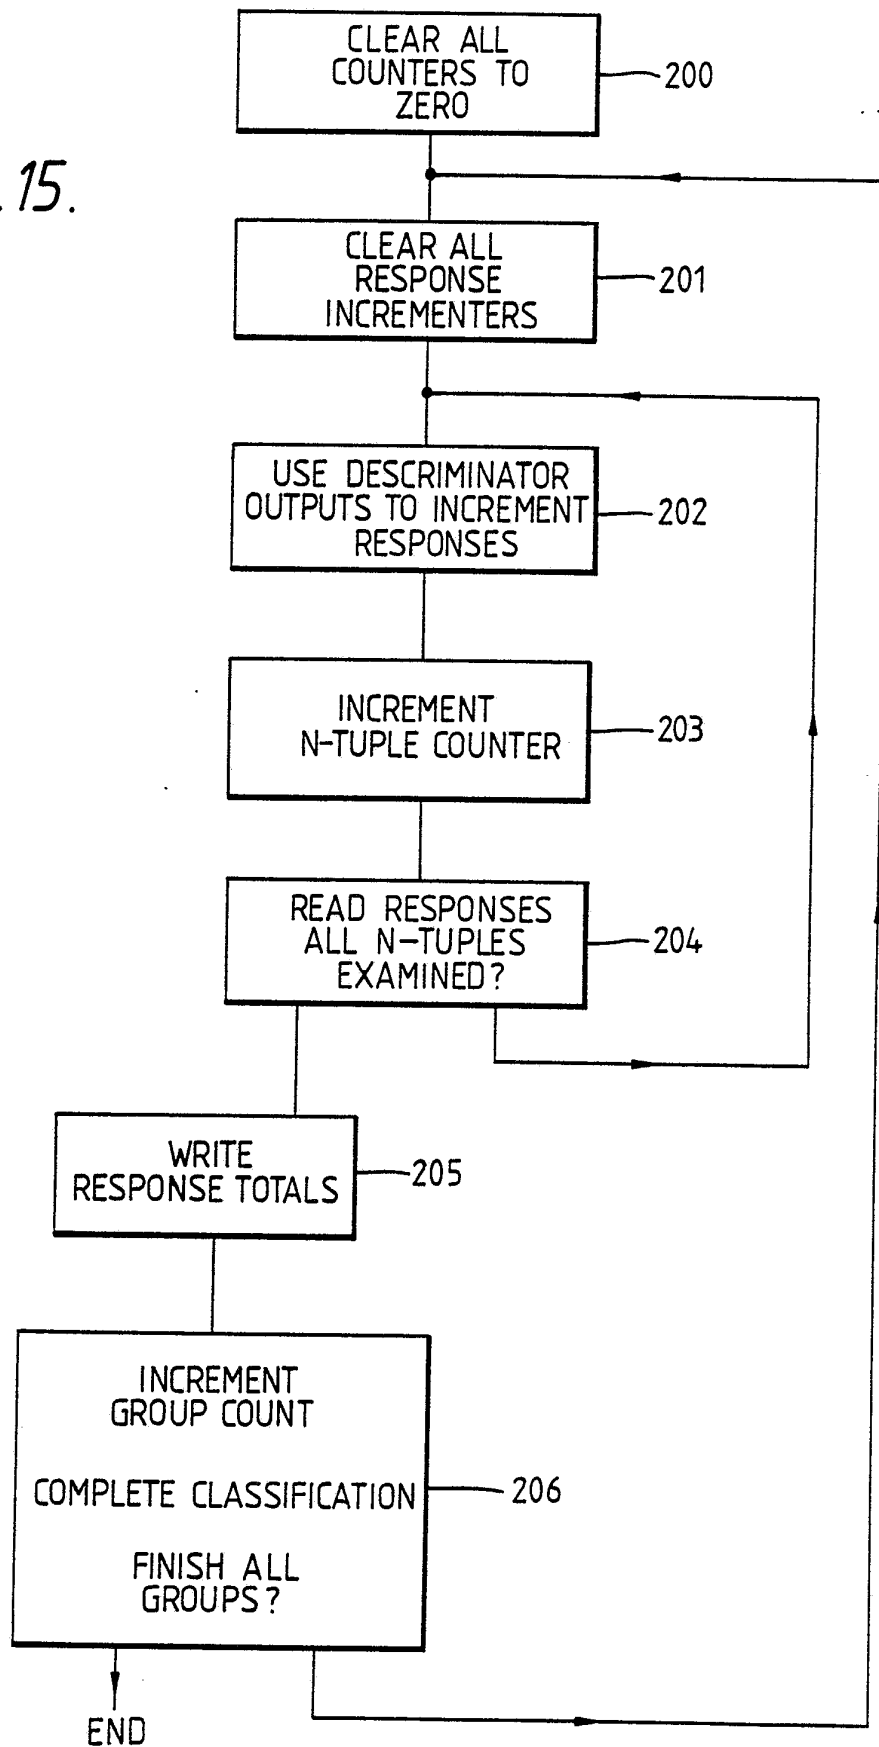 .15.
CLEAR ALL
COUNTERS TO
ZERO
200
CLEAR ALL
RESPONSE
INCREMENTERS
201
USE DESCRIMINATOR
OUTPUTS TO INCREMENT
RESPONSES
202
INCREMENT
N-TUPLE COUNTER
203
READ RESPONSES
ALL N-TUPLES
EXAMINED?
204
WRITE
RESPONSE TOTALS
205
INCREMENT
GROUP COUNT
COMPLETE CLASSIFICATION
FINISH ALL
GROUPS?
206
END